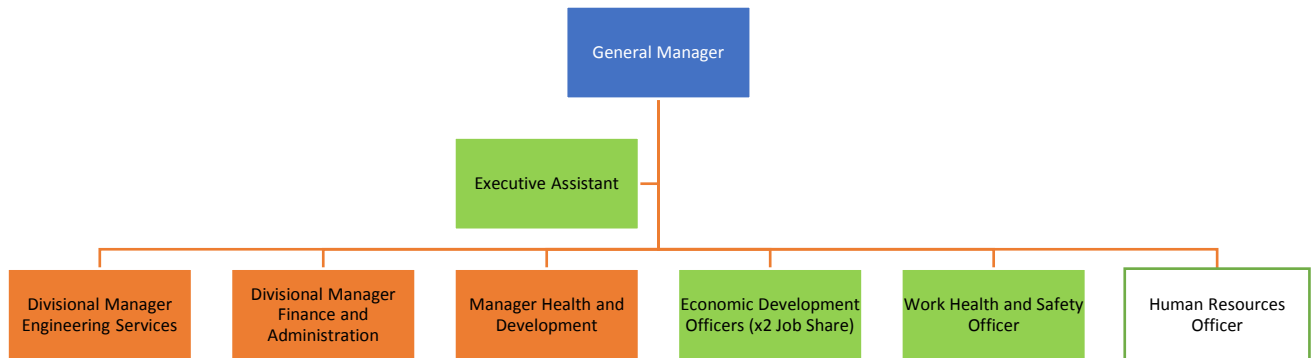 General Manager
Executive Assistant
Divisional Manager
Engineering Services
Divisional Manager
Finance and
Administration
Manager Health and
Development
Economic Development
Officers (x2 Job Share)
Work Health and Safety
Officer
Human Resources
Officer